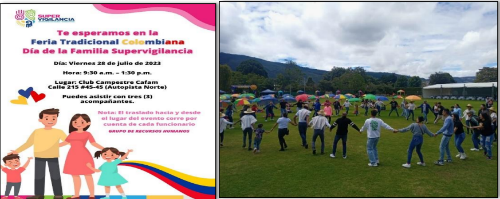 SUPER
VIGILANCIA
Te esperamos en la
Feria Tradicional Colombiana
Día de la Familia Supervigilancia
Día: Viernes 28 de julio de 2023
Hora: 9:30 a.m. – 1:30 p.m.
Lugar: Club Campestre Cafam
Calle 215 #45-45 (Autopista Norte)
Puedes asistir con tres (3)
acompañantes.
Nota: El traslado hacia y desde
el lugar del evento corre por
cuenta de cada funcionario
GRUPO DE RECURSOS HUMANOS